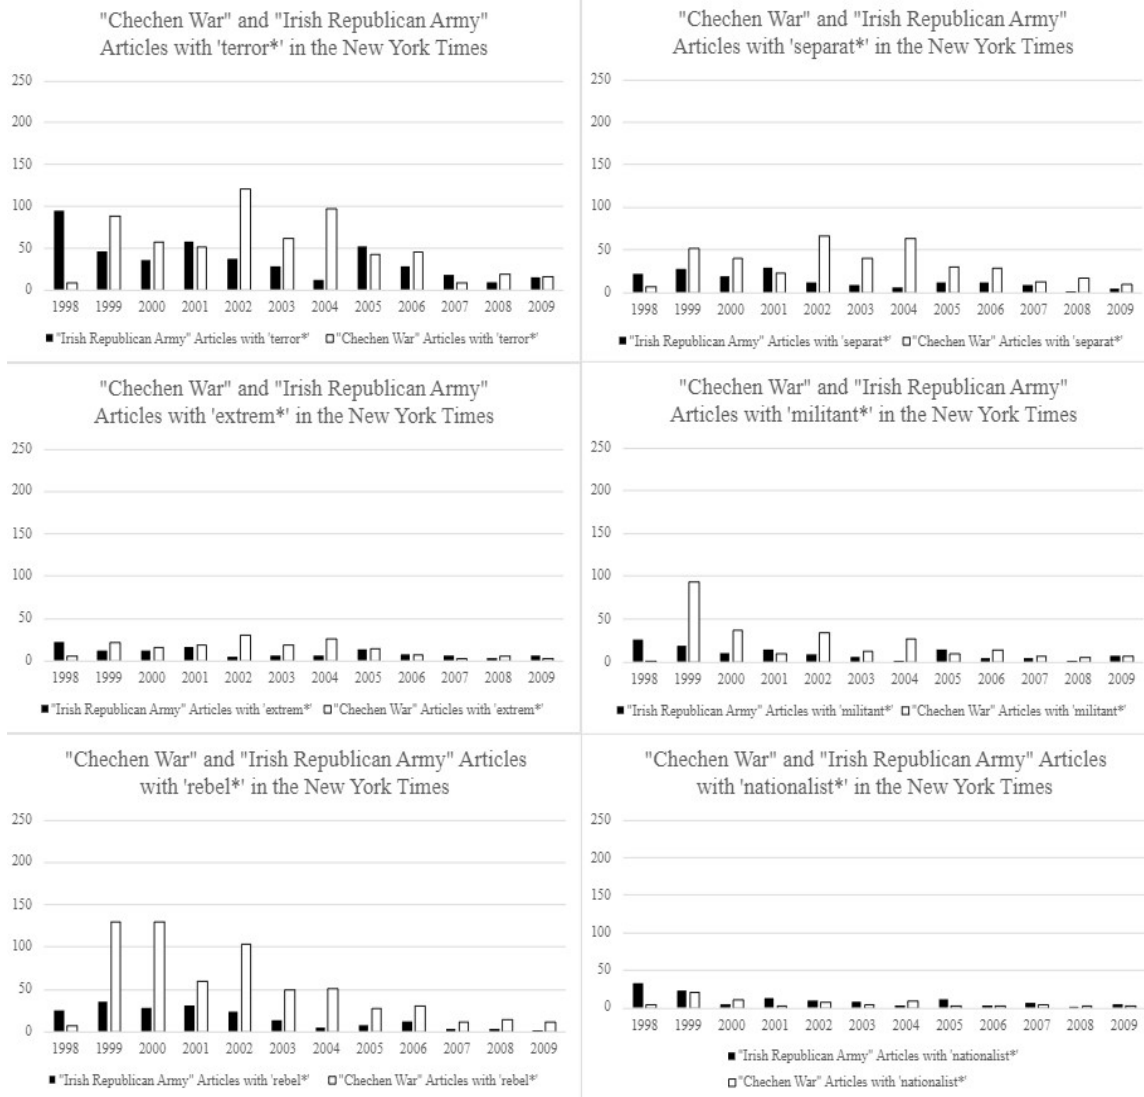 "Chechen War" and "Irish Republican Army"
Articles with 'terror*' in the New York Times
250
200
150
100
50
0
1998 1999 2000 2001 2002 2003 2004 2005 2006 2007 2008 2009
"Irish Republican Army" Articles with 'terror*' "Chechen War" Articles with 'terror*'
"Chechen War" and "Irish Republican Army"
Articles with 'separat*' in the New York Times
250
200
150
100
50
0
1998 1999 2000 2001 2002 2003 2004 2005 2006 2007 2008 2009
"Irish Republican Army" Articles with 'separat*' "Chechen War" Articles with 'separat*'
"Chechen War" and "Irish Republican Army"
Articles with 'extrem*' in the New York Times
250
200
150
100
50
0
1998 1999 2000 2001 2002 2003 2004 2005 2006 2007 2008 2009
"Irish Republican Army" Articles with 'extrem*' "Chechen War" Articles with 'extrem*'
"Chechen War" and "Irish Republican Army"
Articles with 'militant*' in the New York Times
250
200
150
100
50
0
1998 1999 2000 2001 2002 2003 2004 2005 2006 2007 2008 2009
"Irish Republican Army" Articles with 'militant*' "Chechen War" Articles with 'militant*'
"Chechen War" and "Irish Republican Army" Articles
with 'rebel*' in the New York Times
250
200
150
100
50
0
1998 1999 2000 2001 2002 2003 2004 2005 2006 2007 2008 2009
"Irish Republican Army" Articles with 'rebel*' "Chechen War" Articles with 'rebel*'
"Chechen War" and "Irish Republican Army" Articles
with 'nationalist*' in the New York Times
250
200
150
100
50
0
1998 1999 2000 2001 2002 2003 2004 2005 2006 2007 2008 2009
"Irish Republican Army" Articles with 'nationalist*'
"Chechen War" Articles with 'nationalist*'